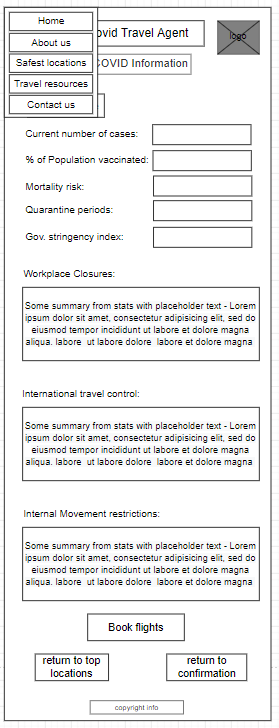 Home
About us
Safest locations
Travel resources
Contact us
ovid Travel Agent
logo
COVID Information
Current number of cases:
% of Population vaccinated:
Mortality risk:
Quarantine periods:
Gov. stringency index:
Workplace Closures:
Some summary from stats with placeholder text - Lorem
ipsum dolor sit amet, consectetur adipisicing elit, sed do
eiusmod tempor incididunt ut labore et dolore magna
aliqua. labore  ut labore dolore  labore et dolore magna
International travel control:
Some summary from stats with placeholder text - Lorem
ipsum dolor sit amet, consectetur adipisicing elit, sed do
eiusmod tempor incididunt ut labore et dolore magna
aliqua. labore  ut labore dolore  labore et dolore magna
Internal Movement restrictions:
Some summary from stats with placeholder text - Lorem
ipsum dolor sit amet, consectetur adipisicing elit, sed do
eiusmod tempor incididunt ut labore et dolore magna
aliqua. labore  ut labore dolore  labore et dolore magna
Book flights
return to top
locations
return to
confirmation
copyright info